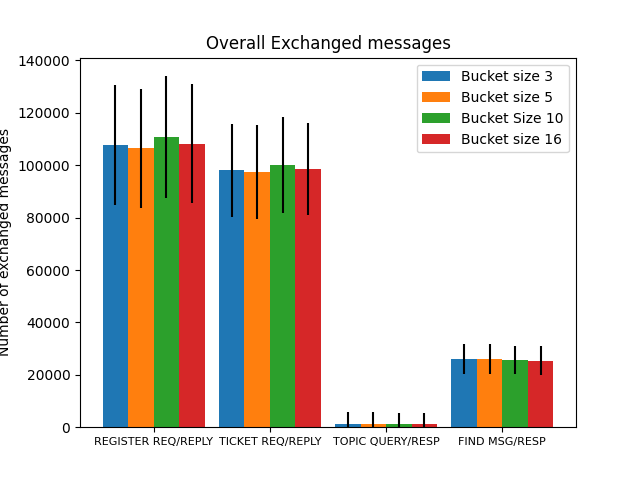 Overall Exchanged messages
Number of exchanged messages
140000
120000
100000
80000
60000
40000
20000
0
Bucket size 3
Bucket size 5
Bucket Size 10
Bucket size 16
REGISTER REQ/REPLY TICKET REQ/REPLY TOPIC QUERY/RESP FIND MSG/RESP